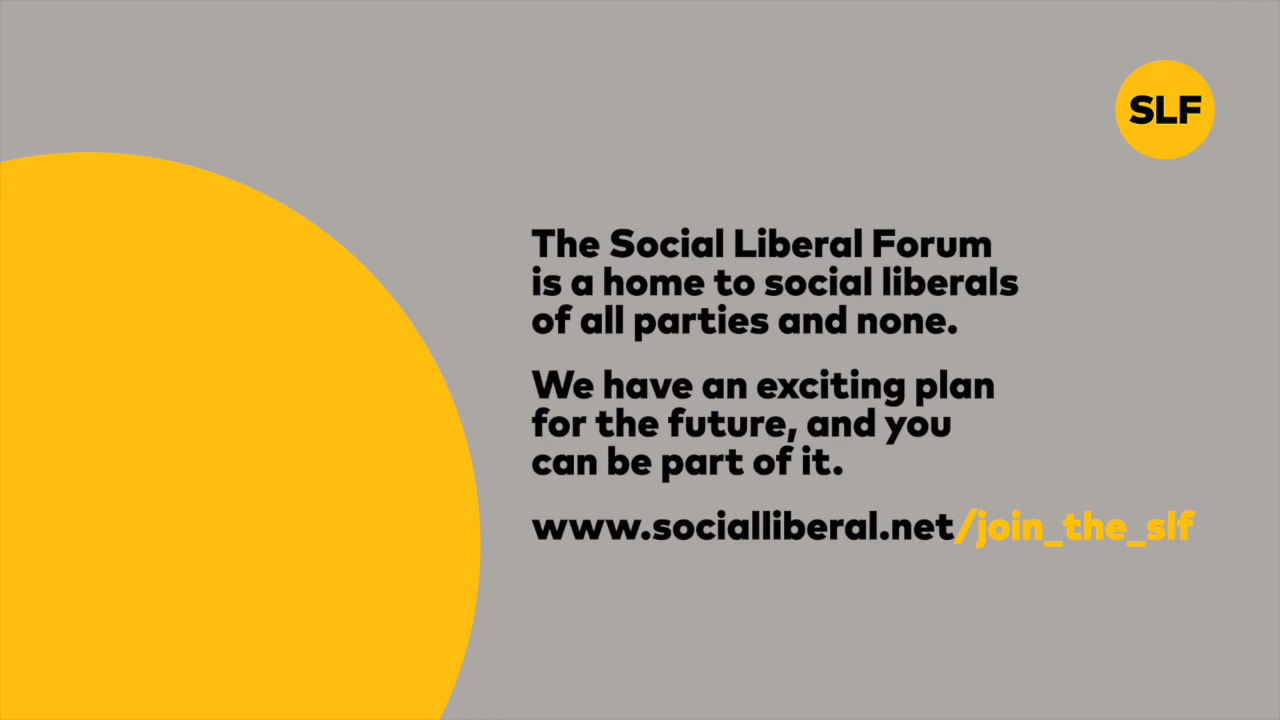 SLF
The Social Liberal Forum
is a home to social liberals
of all parties and none.
We have an exciting plan
for the future, and you
can be part of it.
www.socialliberal.net/join_the_slf